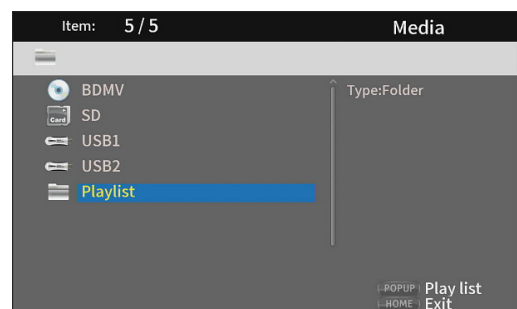 Item: 5/5 Media
BDMV Type:Folder
Card SD
USB1
USB2
Playlist
POPUP Play list
HOME Exit